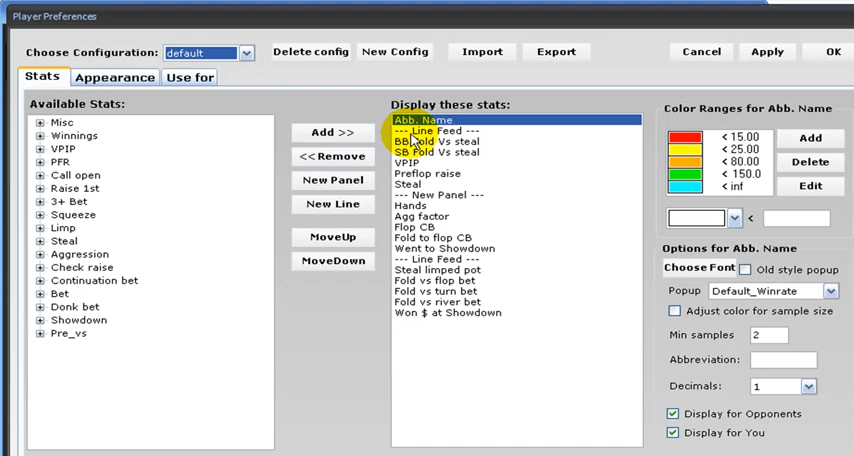 Player Preferences
Choose Configuration: default Delete config New Config Import Export Cancel Apply OK
Stats Appearance Use for
Available Stats:
Misc
Winnings
VPIP
PFR
Call open
Raise 1st
3+ Bet
Squeeze
Limp
Steal
Aggression
Check raise
Continuation bet
Bet
Donk bet
Showdown
Pre_vs
Add >>
<< Remove
New Panel
New Line
MoveUp
MoveDown
Display these stats:
Abb. Name
--- Line Feed ---
BB Fold Vs steal
SB Fold Vs steal
VPIP
Preflop raise
Steal
--- New Panel ---
Hands
Agg factor
Flop CB
Fold to flop CB
Went to Showdown
--- Line Feed ---
Steal limped pot
Fold vs flop bet
Fold vs turn bet
Fold vs river bet
Won $ at Showdown
Color Ranges for Abb. Name
< 15.00
< 25.00
< 80.00
< 150.0
< inf
Add
Delete
Edit
<
Options for Abb. Name
Choose Font Old style popup
Popup Default_Winrate
Adjust color for sample size
Min samples 2
Abbreviation:
Decimals: 1
Display for Opponents
Display for You